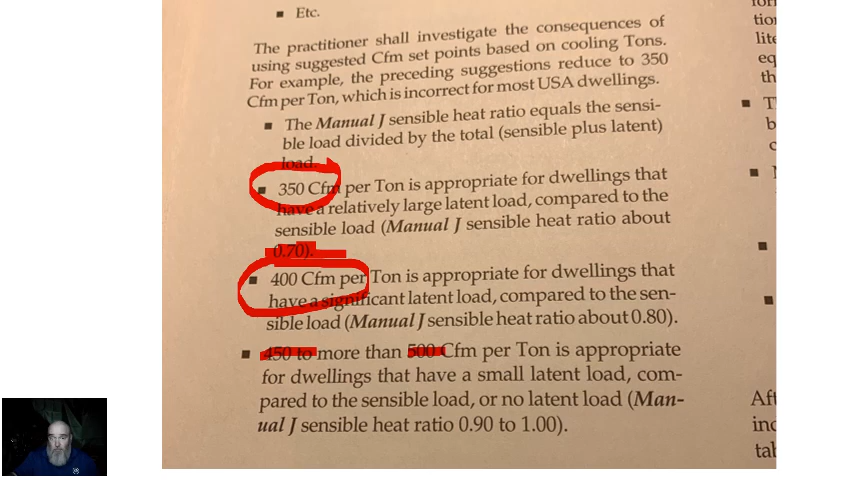 ▪ Etc.
The practitioner shall investigate the consequences of
using suggested Cfm set points based on cooling Tons.
For example, the preceding suggestions reduce to 350
Cfm per Ton, which is incorrect for most USA dwellings.
▪ The Manual J sensible heat ratio equals the sensi-
ble load divided by the total (sensible plus latent)
load.
▪ 350 Cfm per Ton is appropriate for dwellings that
have a relatively large latent load, compared to the
sensible load (Manual J sensible heat ratio about
0.70).
▪ 400 Cfm per Ton is appropriate for dwellings that
have a significant latent load, compared to the sen-
sible load (Manual J sensible heat ratio about 0.80).
▪ 450 to more than 500 Cfm per Ton is appropriate
for dwellings that have a small latent load, com-
pared to the sensible load, or no latent load (Man-
ual J sensible heat ratio 0.90 to 1.00).
tion
lite
eq
th
▪ T
b
c
▪
▪
▪
Aft
inc
tab